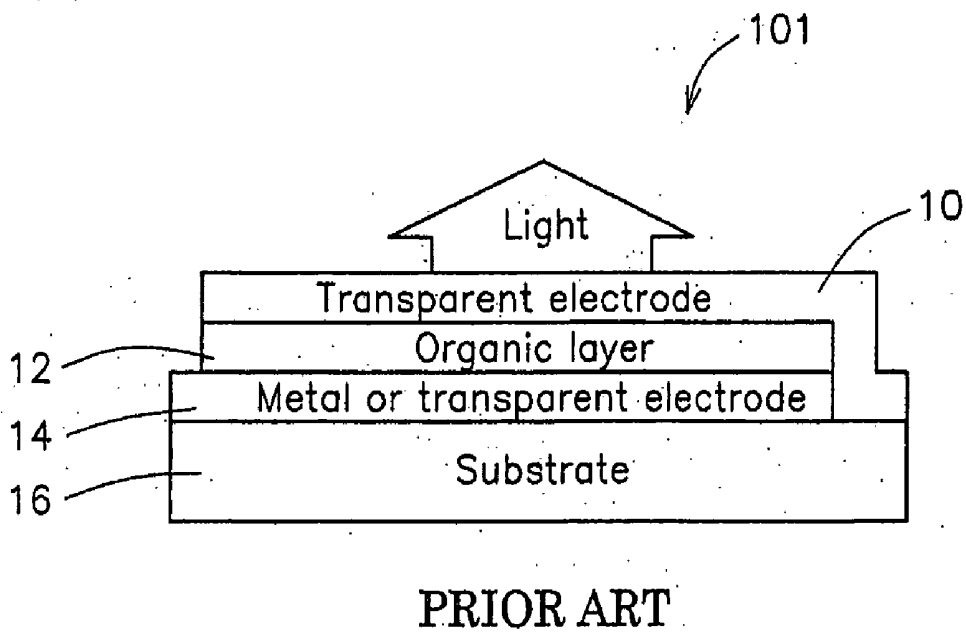 101
Light
10
Transparent electrode
12
Organic layer
14
Metal or transparent electrode
16
Substrate
PRIOR ART